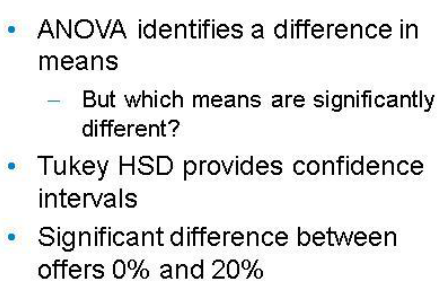 • ANOVA identifies a difference in
means
– But which means are significantly
different?
• Tukey HSD provides confidence
intervals
• Significant difference between
offers 0% and 20%